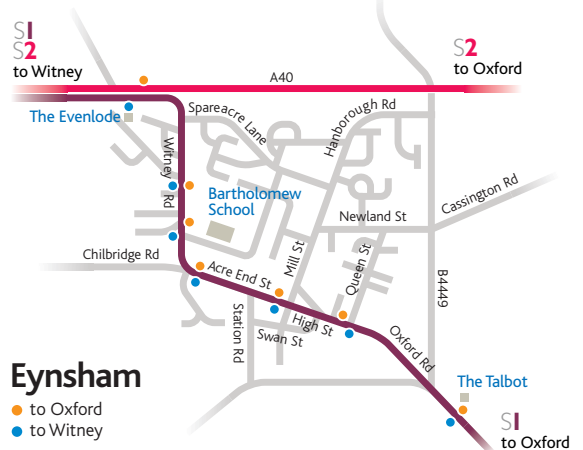 S1
S2
to Witney
S2
to Oxford
A40
The Evenlode
Spareacre Lane
Hanborough Rd
Witney Rd
Bartholomew
School
Cassington Rd
Newland St
Chilbridge Rd
Acre End St
Mill St
Queen St
B4449
Station Rd
High St
Swan St
Oxford Rd
Eynsham
to Oxford
to Witney
The Talbot
S1
to Oxford